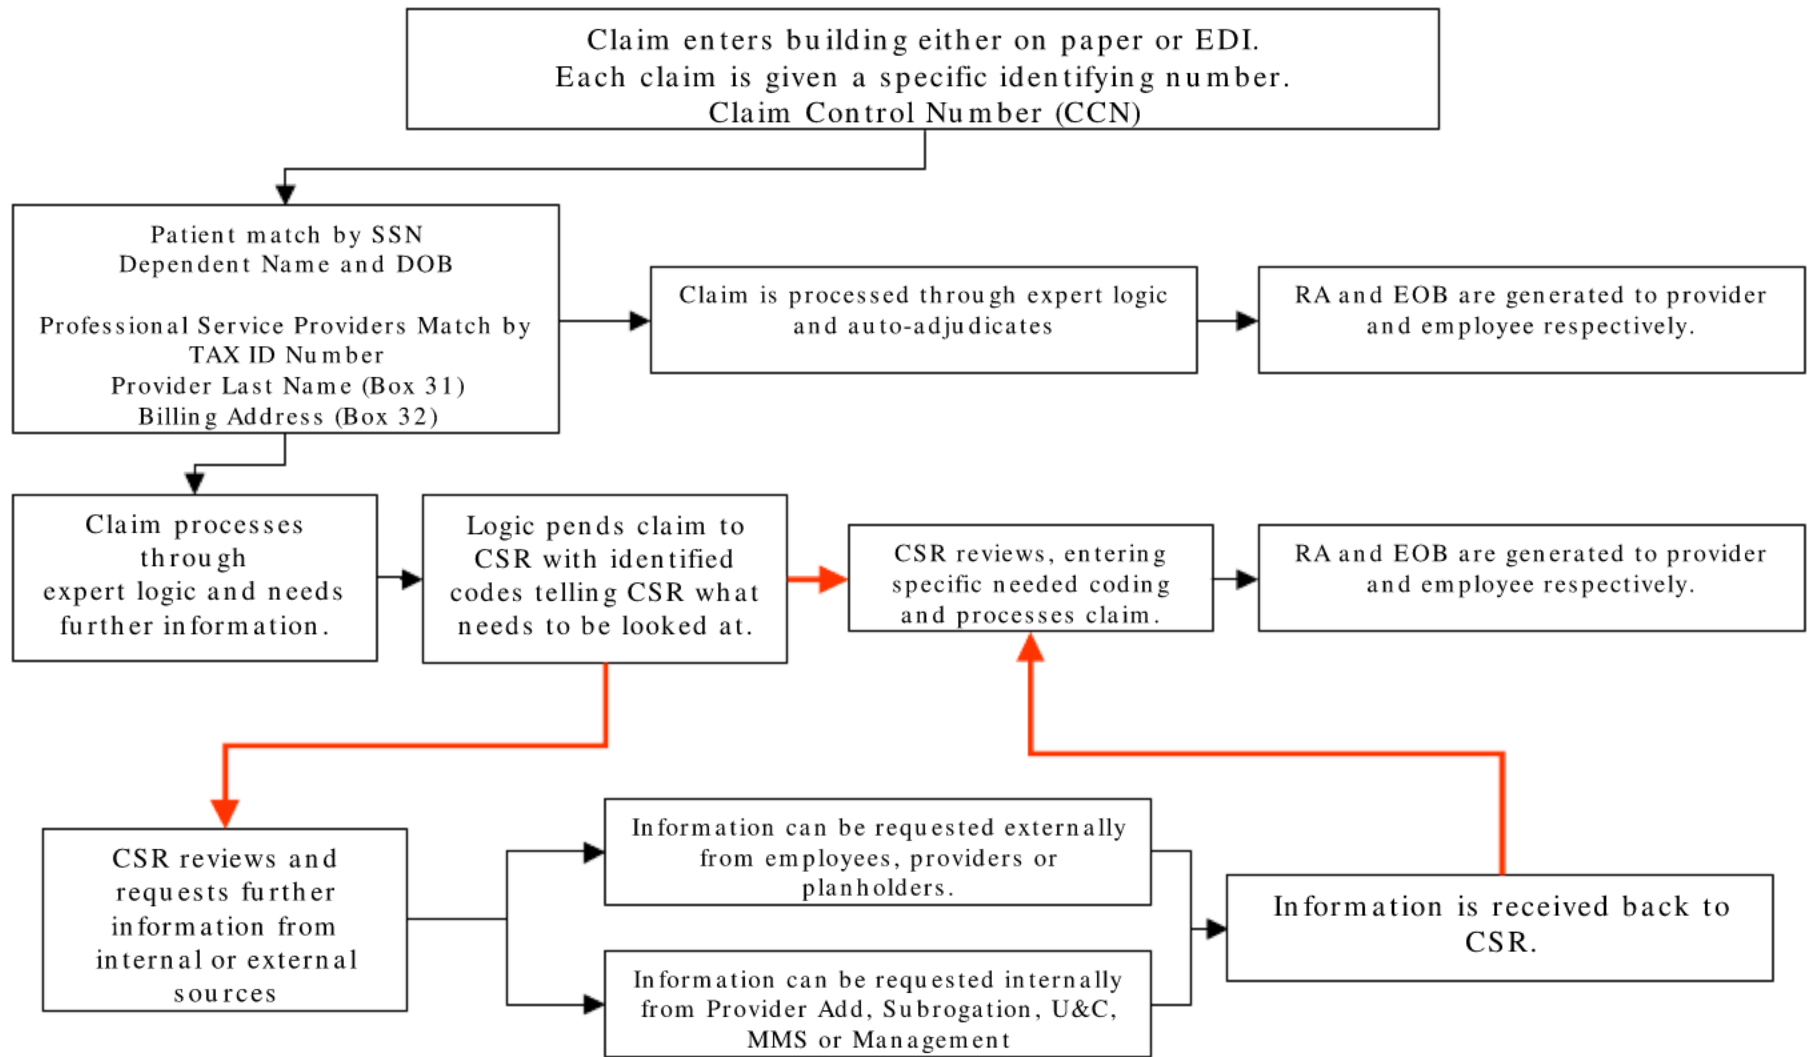 Claim enters building either on paper or EDI.
Each claim is given a specific identifying number.
Claim Control Number (CCN)
Patient match by SSN
Dependent Name and DOB
Professional Service Providers Match by
TAX ID Number
Provider Last Name (Box 31)
Billing Address (Box 32)
Claim is processed through expert logic
and auto-adjudicates
RA and EOB are generated to provider
and employee respectively.
Claim processes
through
expert logic and needs
further information.
Logic pends claim to
CSR with identified
codes telling CSR what
needs to be looked at.
CSR reviews, entering
specific needed coding
and processes claim.
RA and EOB are generated to provider
and employee respectively.
CSR reviews and
requests further
information from
internal or external
sources
Information can be requested externally
from employees, providers or
planholders.
Information can be requested internally
from Provider Add, Subrogation, U&C,
MMS or Management
Information is received back to
CSR.